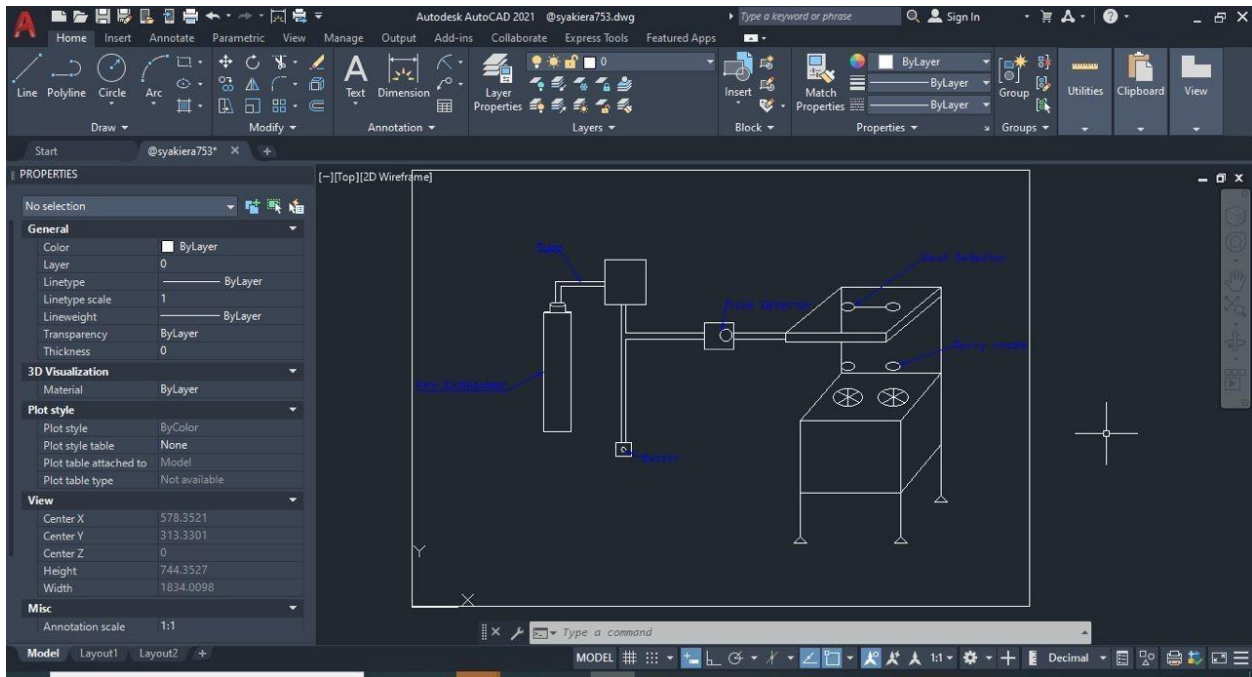 Autodesk AutoCAD 2021 @syakiera753.dwg
Type a keyword or phrase
Sign In
Home Insert Annotate Parametric View Manage Output Add-ins Collaborate Express Tools Featured Apps
Line Polyline Circle Arc
Text Dimension
Layer
Properties
0
Insert
Match
Properties
ByLayer
ByLayer
ByLayer
Group
Utilities
Clipboard
View
Draw Modify Annotation Layers Block Properties Groups
Start @syakiera753*
PROPERTIES
[−][Top][2D Wireframe]
No selection
General
Color ByLayer
Layer 0
Linetype ByLayer
Linetype scale 1
Lineweight ByLayer
Transparency ByLayer
Thickness 0
3D Visualization
Material ByLayer
Plot style
Plot style ByColor
Plot style table None
Plot table attached to Model
Plot table type Not available
View
Center X 578.3521
Center Y 313.3301
Center Z 0
Height 744.3527
Width 1834.0098
Misc
Annotation scale 1:1
Tube
Heat Detector
Y
X
Type a command
Model Layout1 Layout2
MODEL 1:1 Decimal